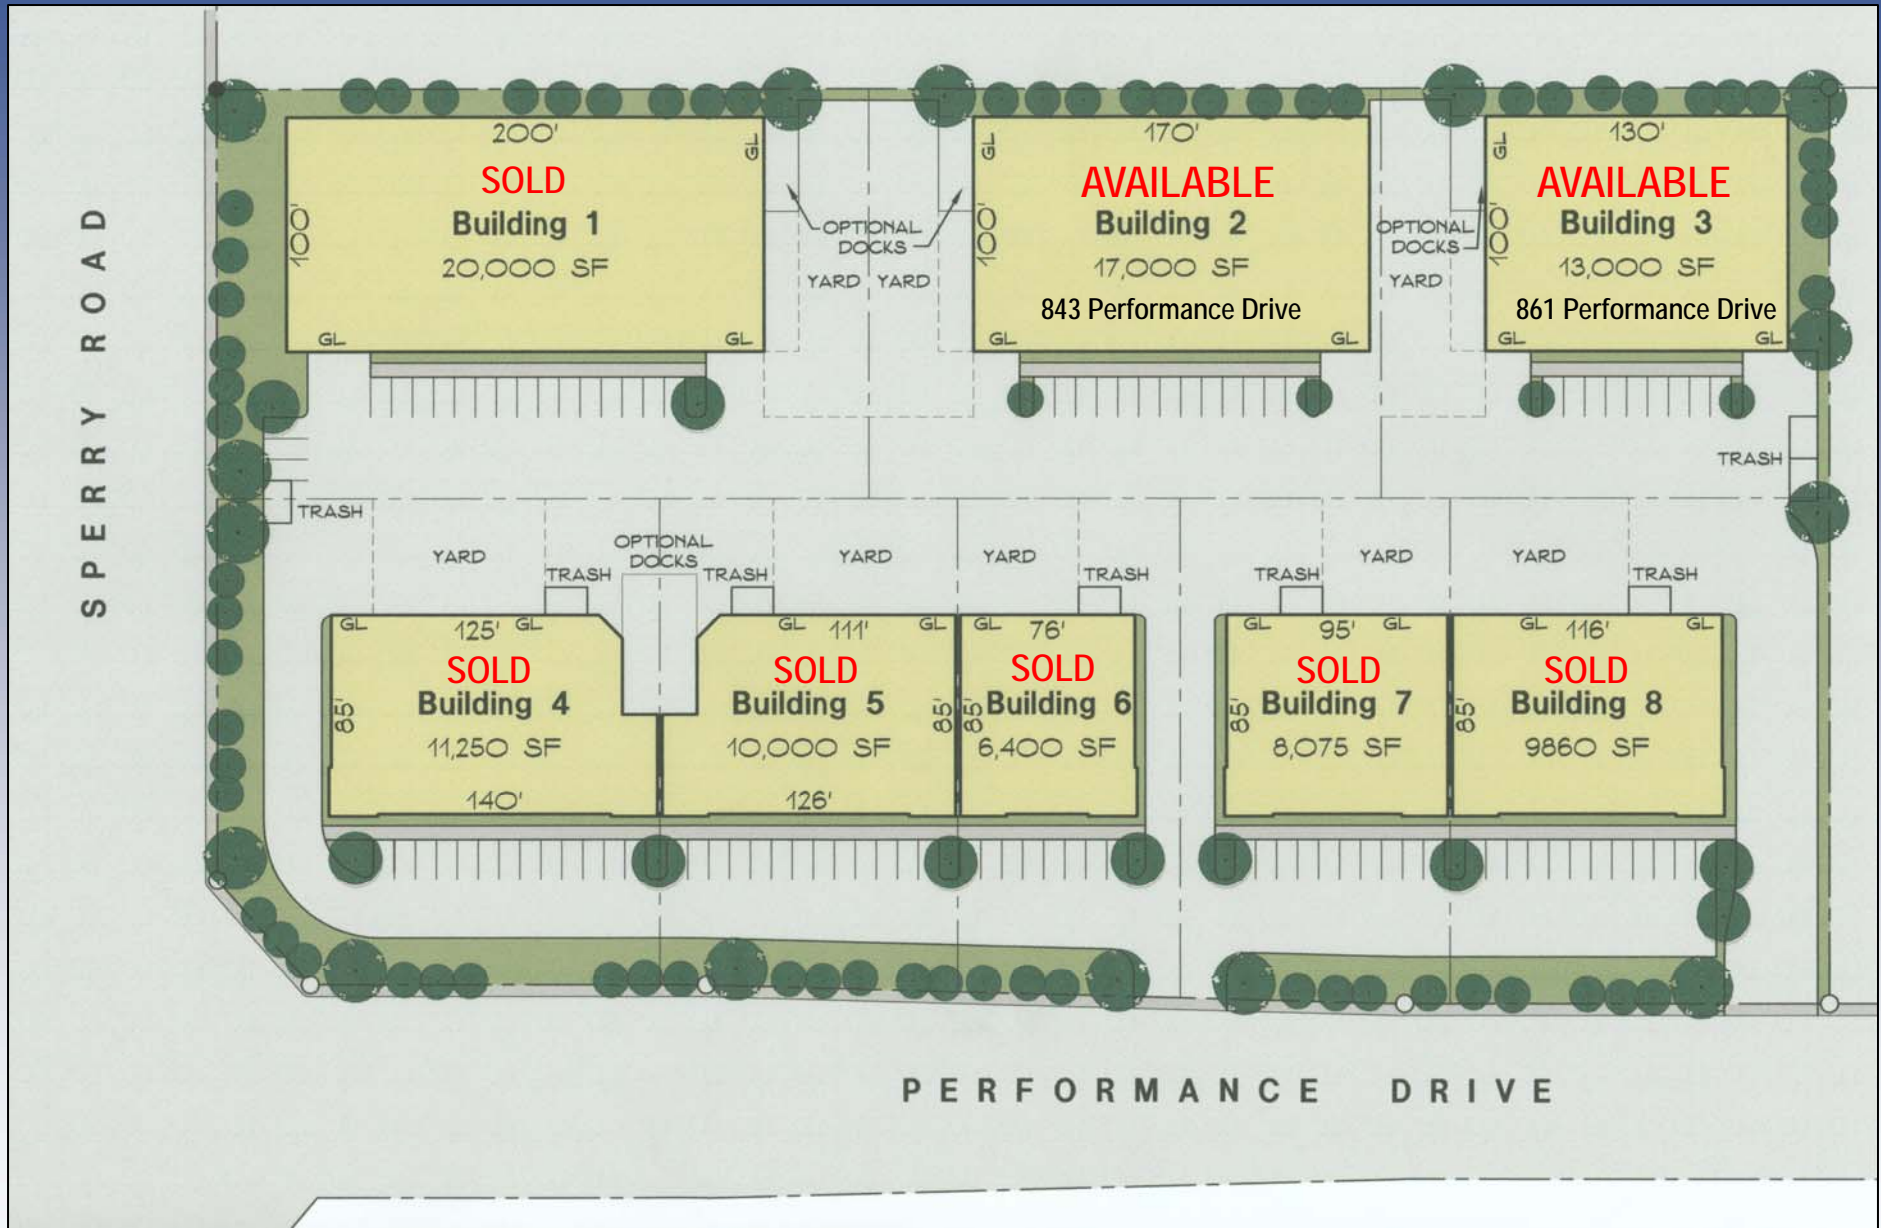 SPERRY ROAD
200'
SOLD
Building 1
20,000 SF
100'
GL
GL
GL
OPTIONAL
DOCKS
YARD
YARD
170'
AVAILABLE
Building 2
17,000 SF
843 Performance Drive
100'
GL
GL
GL
OPTIONAL
DOCKS
YARD
130'
AVAILABLE
Building 3
13,000 SF
861 Performance Drive
100'
GL
GL
GL
TRASH
TRASH
YARD
TRASH
OPTIONAL
DOCKS
TRASH
YARD
YARD
TRASH
TRASH
YARD
YARD
TRASH
GL
125'
GL
SOLD
Building 4
11,250 SF
85'
140'
GL
111'
GL
SOLD
Building 5
10,000 SF
85'
126'
GL
76'
SOLD
Building 6
6,400 SF
85'
GL
95'
GL
SOLD
Building 7
8,075 SF
85'
GL
116'
GL
SOLD
Building 8
9860 SF
85'
PERFORMANCE DRIVE